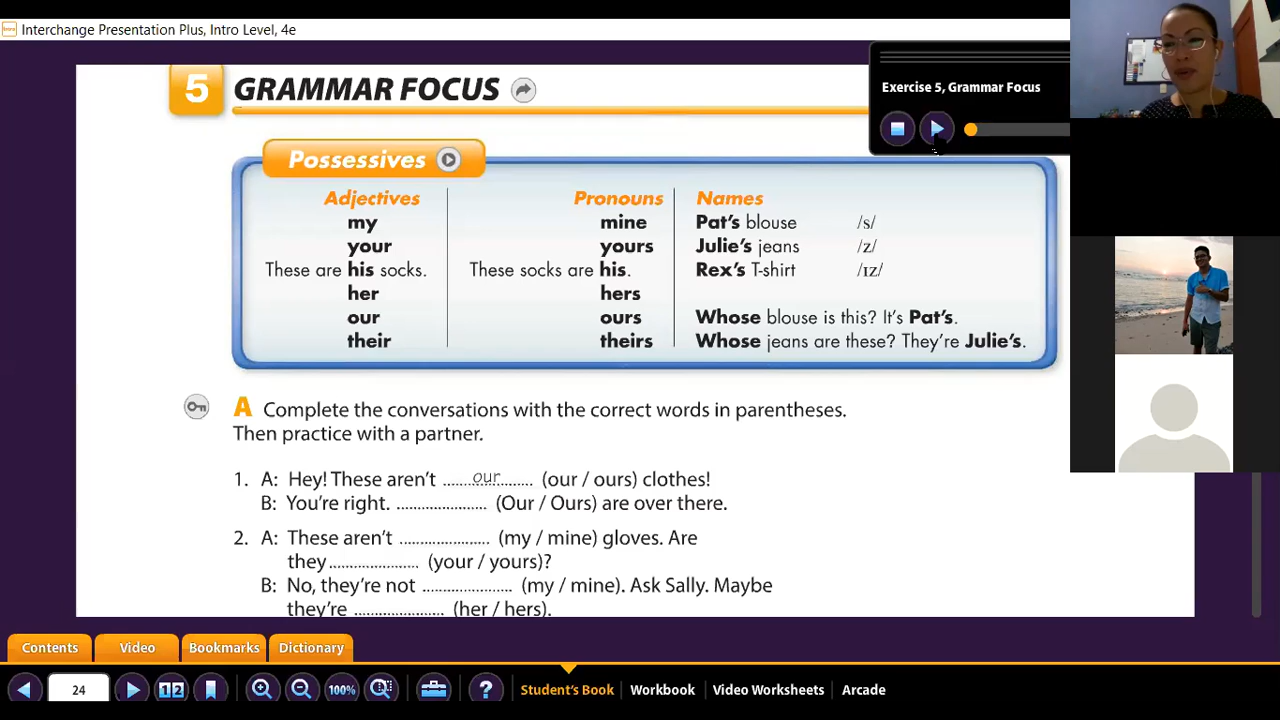 Interchange Presentation Plus, Intro Level, 4e
5 GRAMMAR FOCUS
Exercise 5, Grammar Focus
Possessives
Adjectives Pronouns Names
my mine Pat's blouse /s/
your yours Julie's jeans /z/
These are his socks. These socks are his. Rex's T-shirt /ɪz/
her hers
our ours Whose blouse is this? It's Pat's.
their theirs Whose jeans are these? They're Julie's.
A Complete the conversations with the correct words in parentheses.
Then practice with a partner.
1. A: Hey! These aren't ......our...... (our / ours) clothes!
B: You're right. ..................... (Our / Ours) are over there.
2. A: These aren't ..................... (my / mine) gloves. Are
they ..................... (your / yours)?
B: No, they're not ..................... (my / mine). Ask Sally. Maybe
they're ..................... (her / hers).
Contents Video Bookmarks Dictionary
24 12 100% ? Student's Book Workbook Video Worksheets Arcade